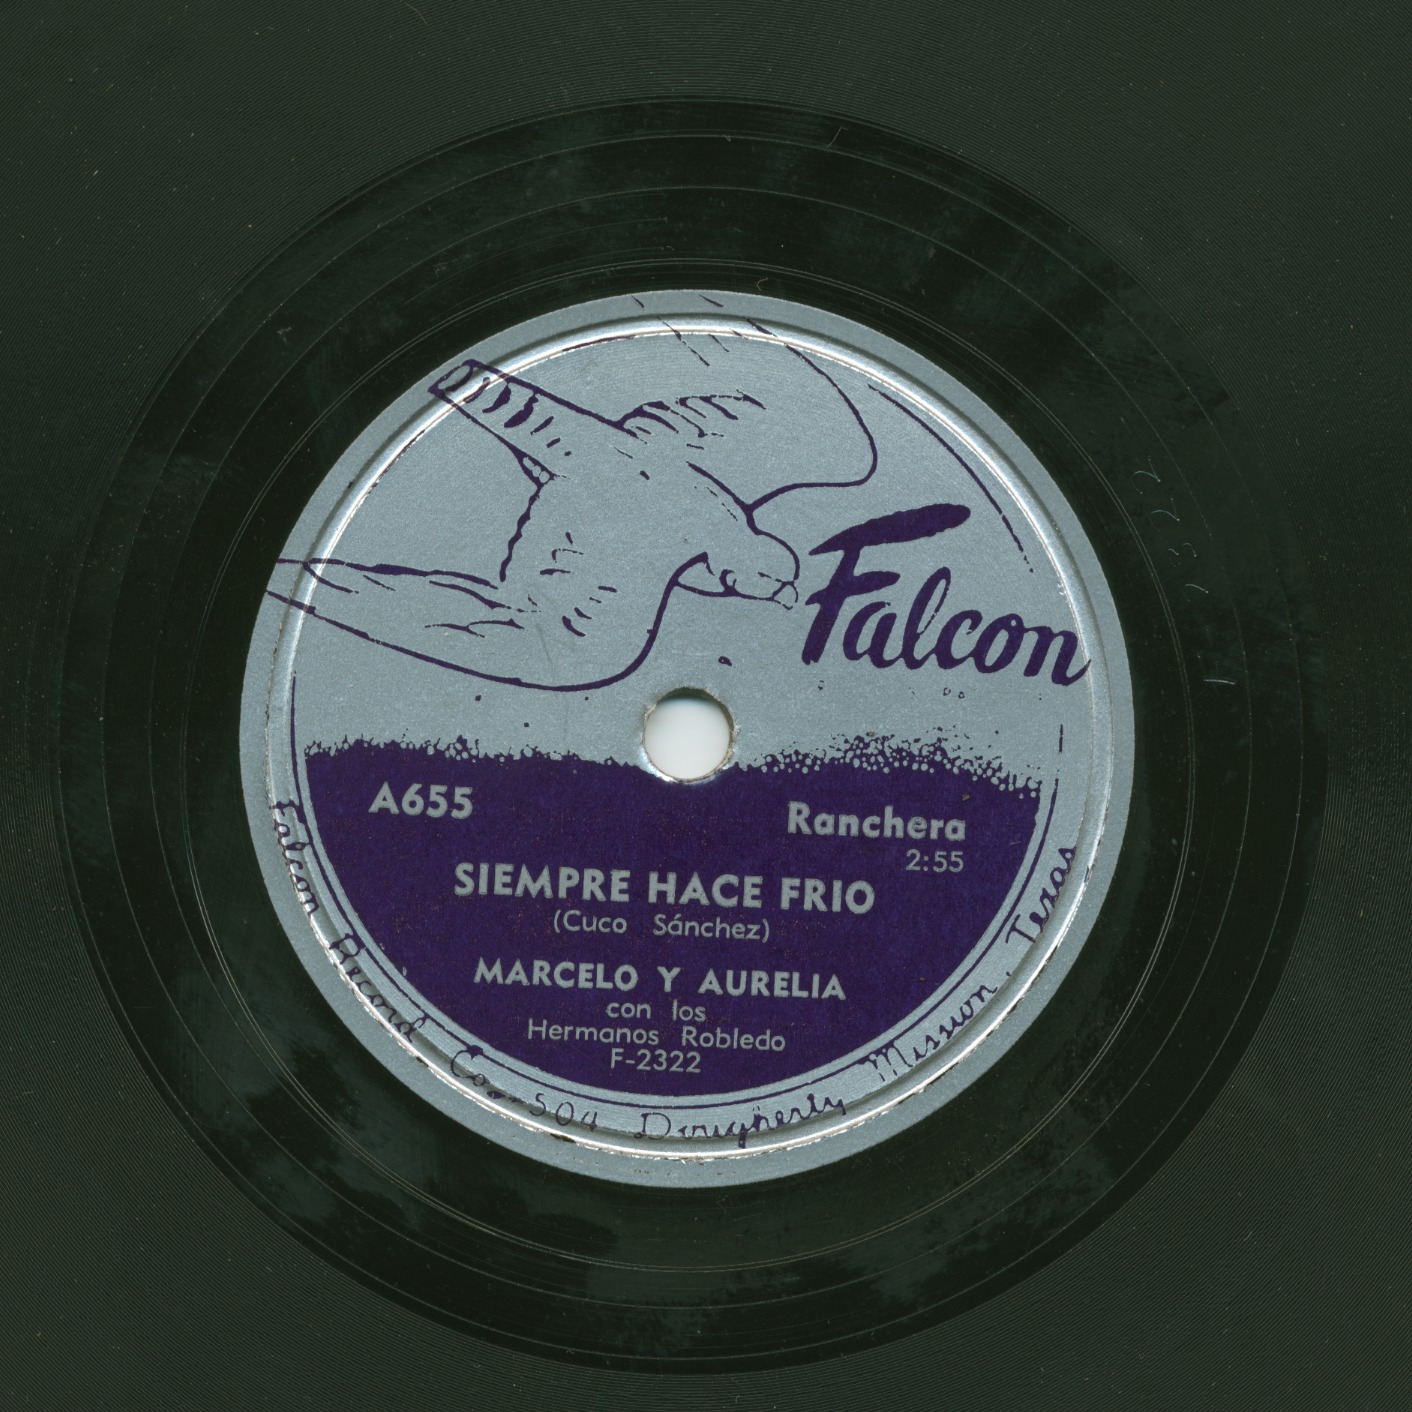 Falcon
A655
Ranchera
2:55
SIEMPRE HACE FRIO
(Cuco Sánchez)
MARCELO Y AURELIA
con los
Hermanos Robledo
F-2322
Falcon Record Co. 504 Dougherty Mission, Texas